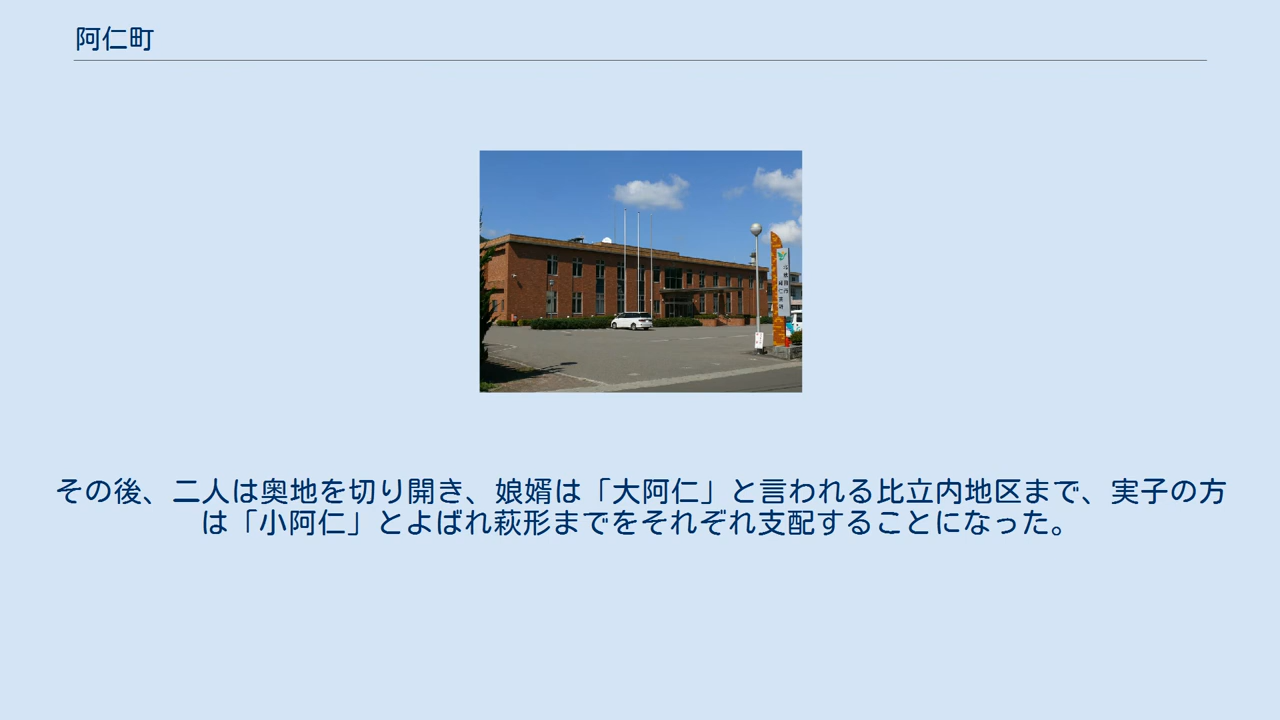 阿仁町
その後、二人は奥地を切り開き、娘婿は「大阿仁」と言われる比立内地区まで、実子の方
は「小阿仁」とよばれ萩形までをそれぞれ支配することになった。